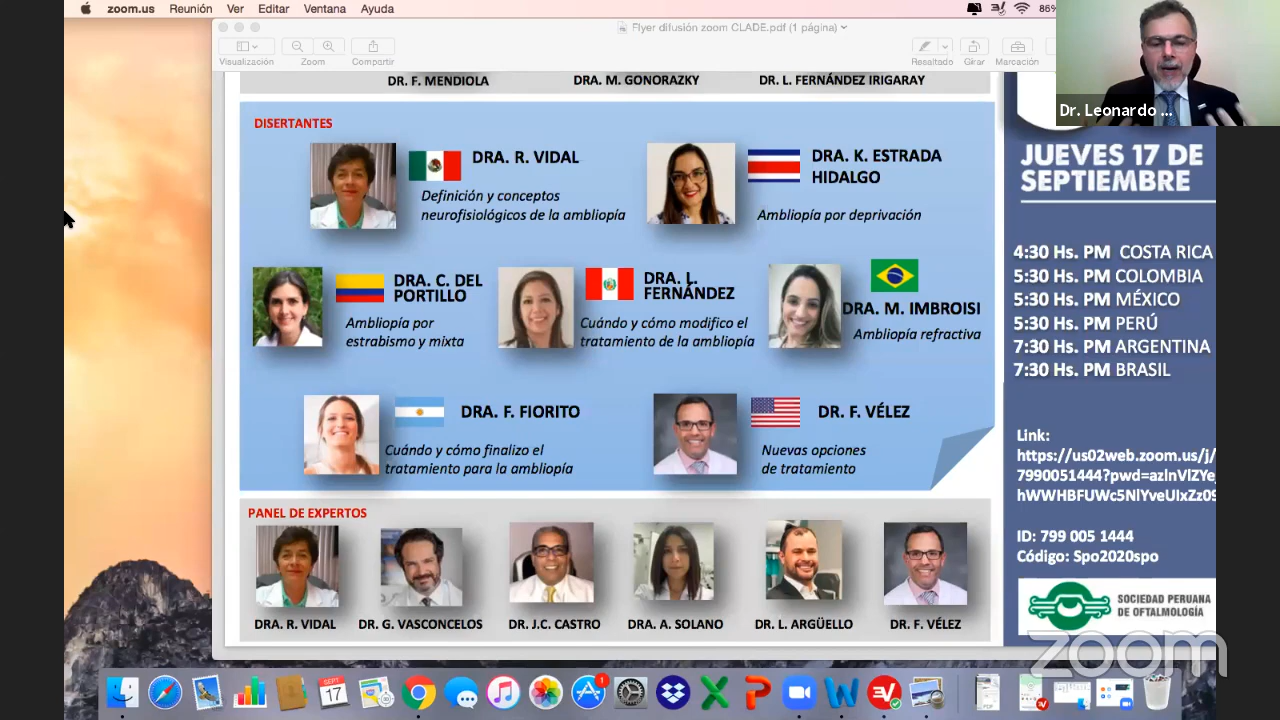 zoom.us Reunión Ver Editar Ventana Ayuda
86%
Flyer difusión zoom CLADE.pdf (1 página)
Visualización Zoom Compartir Resaltado Girar Marcación
Dr. Leonardo ...
DR. F. MENDIOLA DRA. M. GONORAZKY DR. L. FERNÁNDEZ IRIGARAY
DISERTANTES
DRA. R. VIDAL
Definición y conceptos
neurofisiológicos de la ambliopía
DRA. K. ESTRADA
HIDALGO
Ambliopía por deprivación
DRA. C. DEL
PORTILLO
Ambliopía por
estrabismo y mixta
DRA. L.
FERNÁNDEZ
Cuándo y cómo modifico el
tratamiento de la ambliopía
DRA. M. IMBROISI
Ambliopía refractiva
DRA. F. FIORITO
Cuándo y cómo finalizo el
tratamiento para la ambliopía
DR. F. VÉLEZ
Nuevas opciones
de tratamiento
PANEL DE EXPERTOS
DRA. R. VIDAL DR. G. VASCONCELOS DR. J.C. CASTRO DRA. A. SOLANO DR. L. ARGÜELLO DR. F. VÉLEZ
JUEVES 17 DE
SEPTIEMBRE
4:30 Hs. PM COSTA RICA
5:30 Hs. PM COLOMBIA
5:30 Hs. PM MÉXICO
5:30 Hs. PM PERÚ
7:30 Hs. PM ARGENTINA
7:30 Hs. PM BRASIL
Link:
https://us02web.zoom.us/j/
ID: 799 005 1444
Código: Spo2020spo
SOCIEDAD PERUANA
DE OFTALMOLOGÍA
zoom
SEPT
17
1